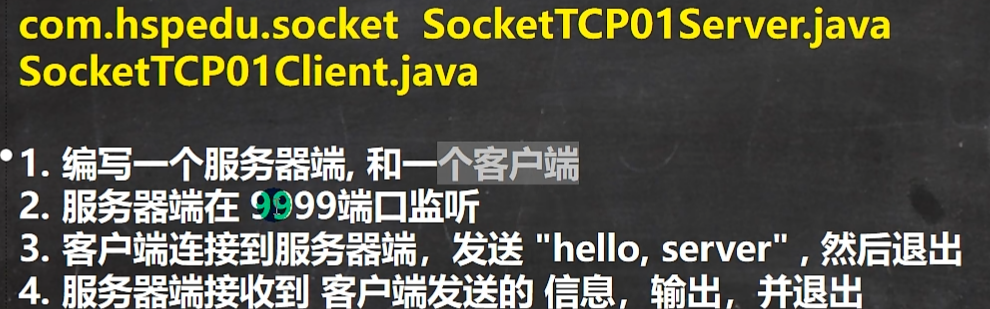 com.hspedu.socket SocketTCP01Server.java
SocketTCP01Client.java
•1. 编写一个服务器端, 和一个客户端
2. 服务器端在 9999端口监听
3. 客户端连接到服务器端，发送 "hello, server" , 然后退出
4. 服务器端接收到 客户端发送的 信息，输出，并退出